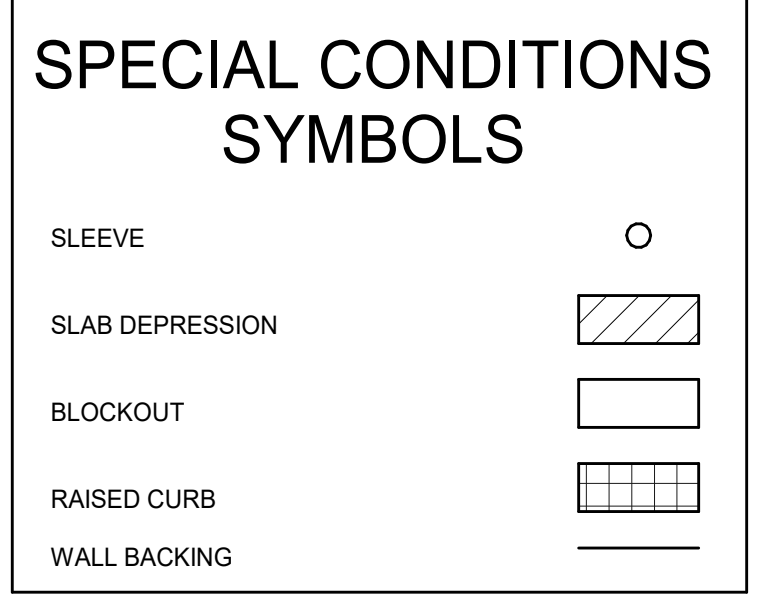 SPECIAL CONDITIONS
SYMBOLS
SLEEVE
SLAB DEPRESSION
BLOCKOUT
RAISED CURB
WALL BACKING